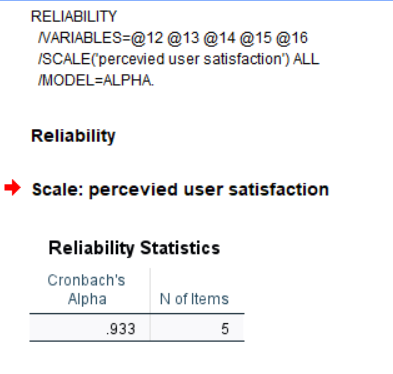 RELIABILITY
/VARIABLES=@12 @13 @14 @15 @16
/SCALE('percevied user satisfaction') ALL
/MODEL=ALPHA.
Reliability
Scale: percevied user satisfaction
Reliability Statistics
Cronbach's
Alpha N of Items
.933 5